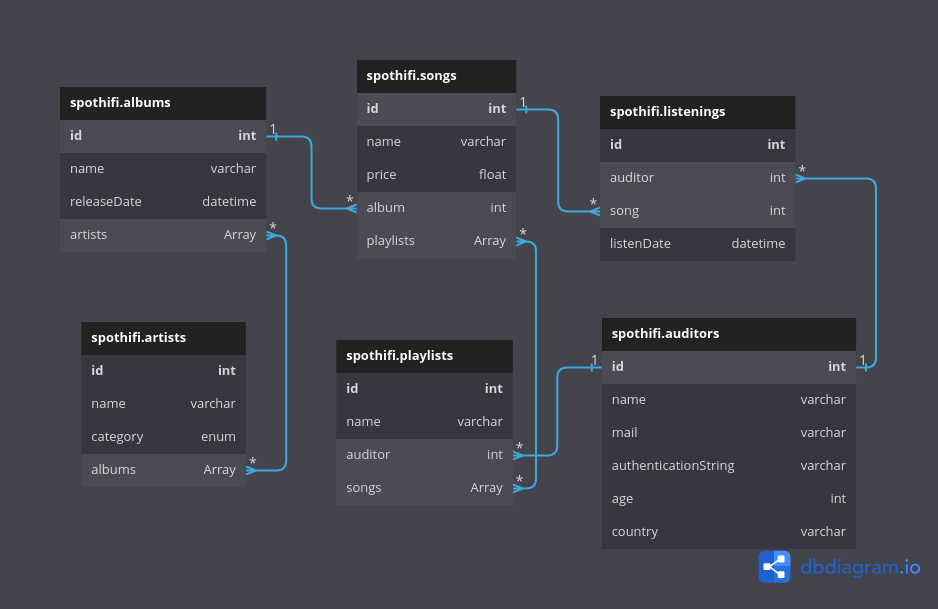 spothifi.albums
id int
name varchar
releaseDate datetime
artists Array
1
*
spothifi.songs
id int
name varchar
price float
album int
playlists Array
1
*
*
spothifi.listenings
id int
auditor int
song int
listenDate datetime
*
*
spothifi.artists
id int
name varchar
category enum
albums Array
*
spothifi.playlists
id int
name varchar
auditor int
songs Array
*
*
spothifi.auditors
id int
name varchar
mail varchar
authenticationString varchar
age int
country varchar
1
1
dbdiagram.io